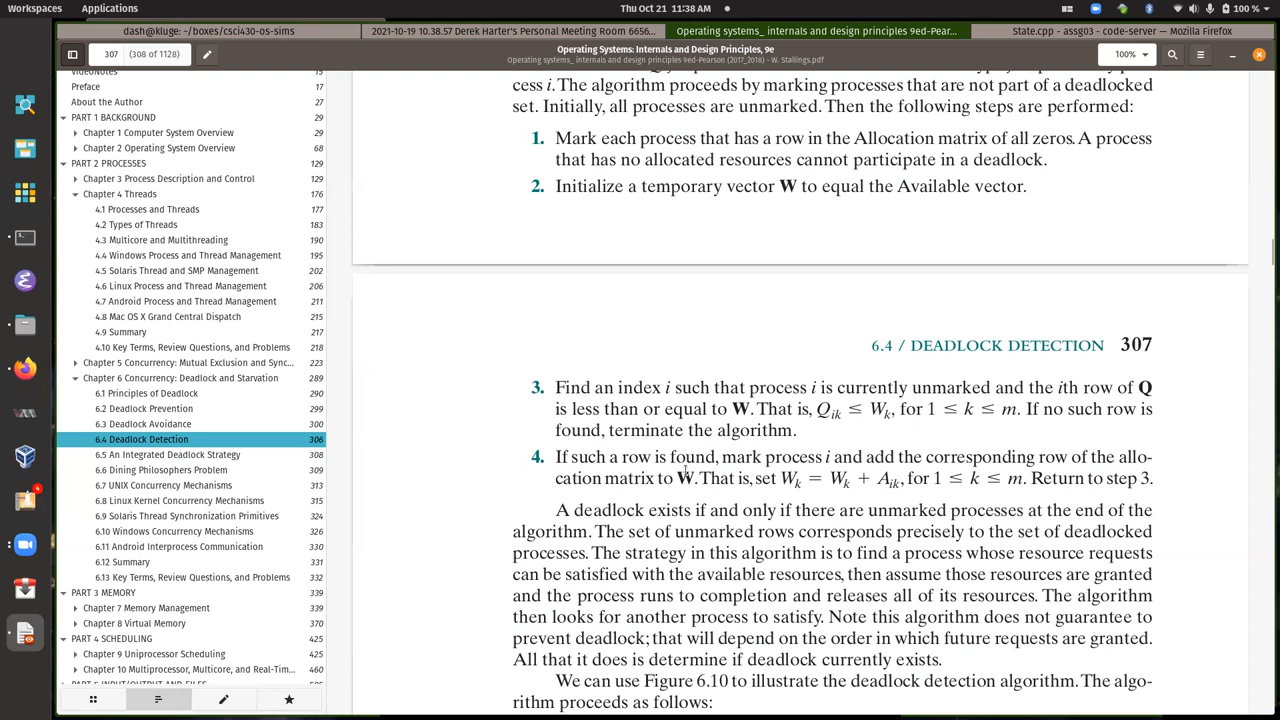 Workspaces Applications Thu Oct 21 11:38 AM 100 %
dash@kluge: ~/boxes/csci430-os-sims
2021-10-19 10.38.57 Derek Harter's Personal Meeting Room 6656...
Operating systems_ internals and design principles 9ed-Pear...
State.cpp - assg03 - code-server — Mozilla Firefox
307 (308 of 1128)
Operating Systems: Internals and Design Principles, 9e
Operating systems_ internals and design principles 9ed-Pearson (2017_2018) - W. Stallings.pdf
100%
VideoNotes 15
Preface 17
About the Author 27
PART 1 BACKGROUND 29
Chapter 1 Computer System Overview 29
Chapter 2 Operating System Overview 68
PART 2 PROCESSES 129
Chapter 3 Process Description and Control 129
Chapter 4 Threads 176
4.1 Processes and Threads 177
4.2 Types of Threads 183
4.3 Multicore and Multithreading 190
4.4 Windows Process and Thread Management 195
4.5 Solaris Thread and SMP Management 202
4.6 Linux Process and Thread Management 206
4.7 Android Process and Thread Management 211
4.8 Mac OS X Grand Central Dispatch 215
4.9 Summary 217
4.10 Key Terms, Review Questions, and Problems 218
Chapter 5 Concurrency: Mutual Exclusion and Sync... 223
Chapter 6 Concurrency: Deadlock and Starvation 289
6.1 Principles of Deadlock 290
6.2 Deadlock Prevention 299
6.3 Deadlock Avoidance 300
6.4 Deadlock Detection 306
6.5 An Integrated Deadlock Strategy 308
6.6 Dining Philosophers Problem 309
6.7 UNIX Concurrency Mechanisms 313
6.8 Linux Kernel Concurrency Mechanisms 315
6.9 Solaris Thread Synchronization Primitives 324
6.10 Windows Concurrency Mechanisms 326
6.11 Android Interprocess Communication 330
6.12 Summary 331
6.13 Key Terms, Review Questions, and Problems 332
PART 3 MEMORY 339
Chapter 7 Memory Management 339
Chapter 8 Virtual Memory 370
PART 4 SCHEDULING 425
Chapter 9 Uniprocessor Scheduling 425
Chapter 10 Multiprocessor, Multicore, and Real-Tim... 460
4
cess i. The algorithm proceeds by marking processes that are not part of a deadlocked
set. Initially, all processes are unmarked. Then the following steps are performed:
1. Mark each process that has a row in the Allocation matrix of all zeros. A process
that has no allocated resources cannot participate in a deadlock.
2. Initialize a temporary vector W to equal the Available vector.
6.4 / DEADLOCK DETECTION 307
3. Find an index i such that process i is currently unmarked and the ith row of Q
is less than or equal to W. That is, Qik ≤ Wk, for 1 ≤ k ≤ m. If no such row is
found, terminate the algorithm.
4. If such a row is found, mark process i and add the corresponding row of the allo-
cation matrix to W. That is, set Wk = Wk + Aik, for 1 ≤ k ≤ m. Return to step 3.
A deadlock exists if and only if there are unmarked processes at the end of the
algorithm. The set of unmarked rows corresponds precisely to the set of deadlocked
processes. The strategy in this algorithm is to find a process whose resource requests
can be satisfied with the available resources, then assume those resources are granted
and the process runs to completion and releases all of its resources. The algorithm
then looks for another process to satisfy. Note this algorithm does not guarantee to
prevent deadlock; that will depend on the order in which future requests are granted.
All that it does is determine if deadlock currently exists.
We can use Figure 6.10 to illustrate the deadlock detection algorithm. The algo-
rithm proceeds as follows: